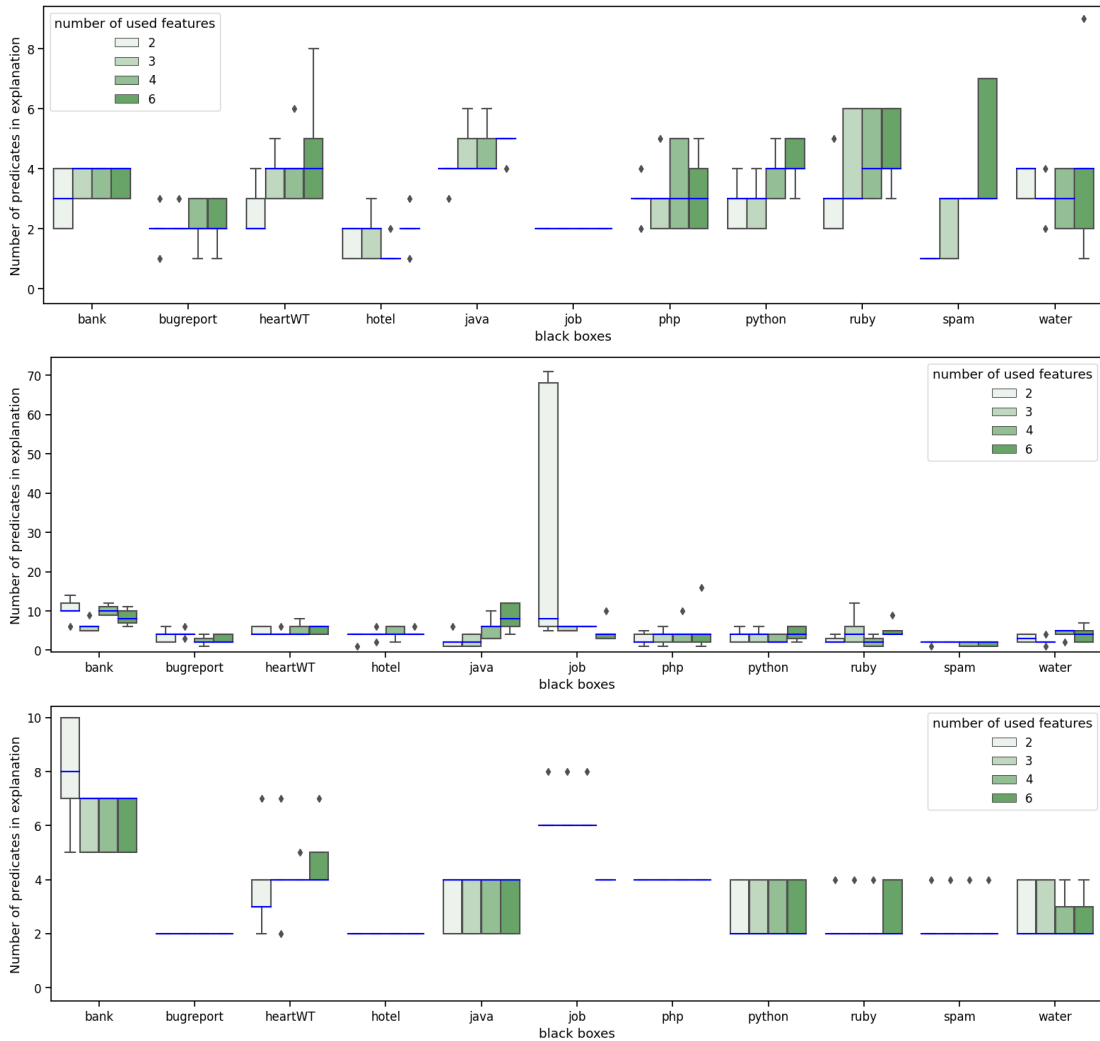 number of used features
2
3
4
6
8
6
4
2
0
Number of predicates in explanation
bank bugreport heartWT hotel java job php python ruby spam water
black boxes
number of used features
2
3
4
6
70
60
50
40
30
20
10
0
Number of predicates in explanation
bank bugreport heartWT hotel java job php python ruby spam water
black boxes
number of used features
2
3
4
6
10
8
6
4
2
0
Number of predicates in explanation
bank bugreport heartWT hotel java job php python ruby spam water
black boxes